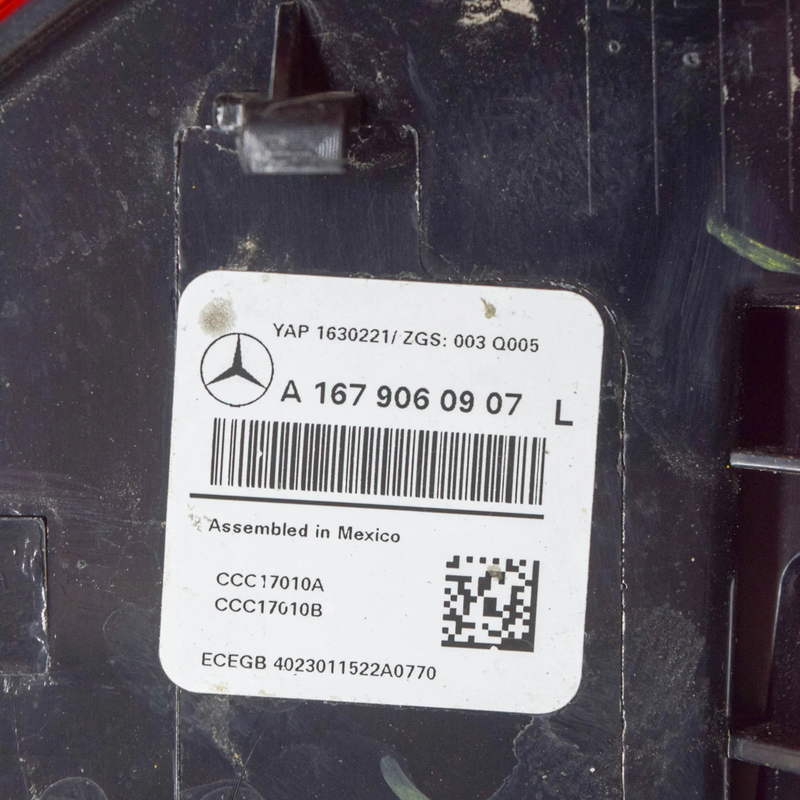 YAP 1630221/ ZGS: 003 Q005
A 167 906 09 07 L
Assembled in Mexico
CCC17010A
CCC17010B
ECEGB 4023011522A0770